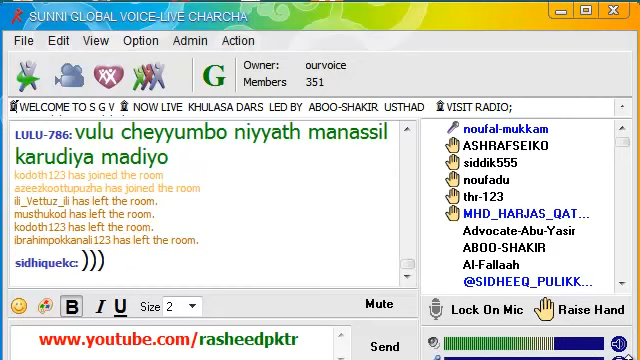 SUNNI GLOBAL VOICE-LIVE CHARCHA
File Edit View Option Admin Action
Owner: ourvoice
Members 351
G
WELCOME TO S G V NOW LIVE KHULASA DARS LED BY ABOO-SHAKIR USTHAD VISIT RADIO;
LULU-786: vulu cheyyumbo niyyath manassil
karudiya madiyo
kodoth123 has joined the room
azeezkoottupuzha has joined the room
ili_Vettuz_ili has left the room.
musthukod has left the room.
kodoth123 has left the room.
ibrahimpokkanali123 has left the room.
sidhiquekc: )))
noufal-mukkam
ASHRAFSEIKO
siddik555
noufadu
thr-123
MHD_HARJAS_QAT...
Advocate-Abu-Yasir
ABOO-SHAKIR
Al-Fallaah
@SIDHEEQ_PULIKK...
B I U Size 2 Mute
Lock On Mic Raise Hand
www.youtube.com/rasheedpktr
Send